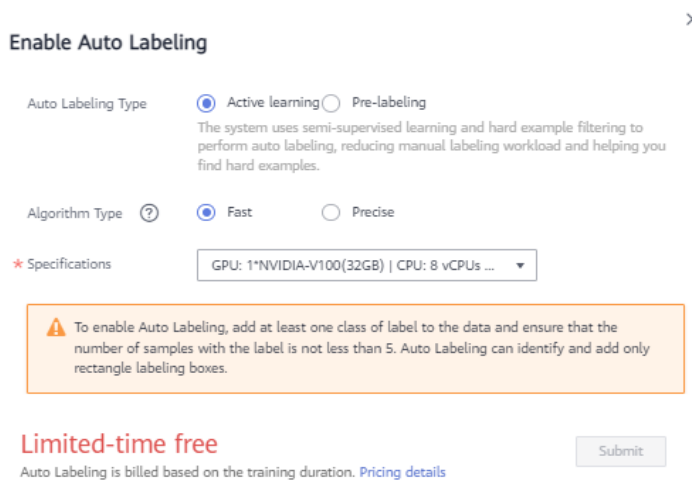 Enable Auto Labeling
Auto Labeling Type Active learning Pre-labeling
The system uses semi-supervised learning and hard example filtering to
perform auto labeling, reducing manual labeling workload and helping you
find hard examples.
Algorithm Type ? Fast Precise
* Specifications GPU: 1*NVIDIA-V100(32GB) | CPU: 8 vCPUs ...
To enable Auto Labeling, add at least one class of label to the data and ensure that the
number of samples with the label is not less than 5. Auto Labeling can identify and add only
rectangle labeling boxes.
Limited-time free
Submit
Auto Labeling is billed based on the training duration. Pricing details